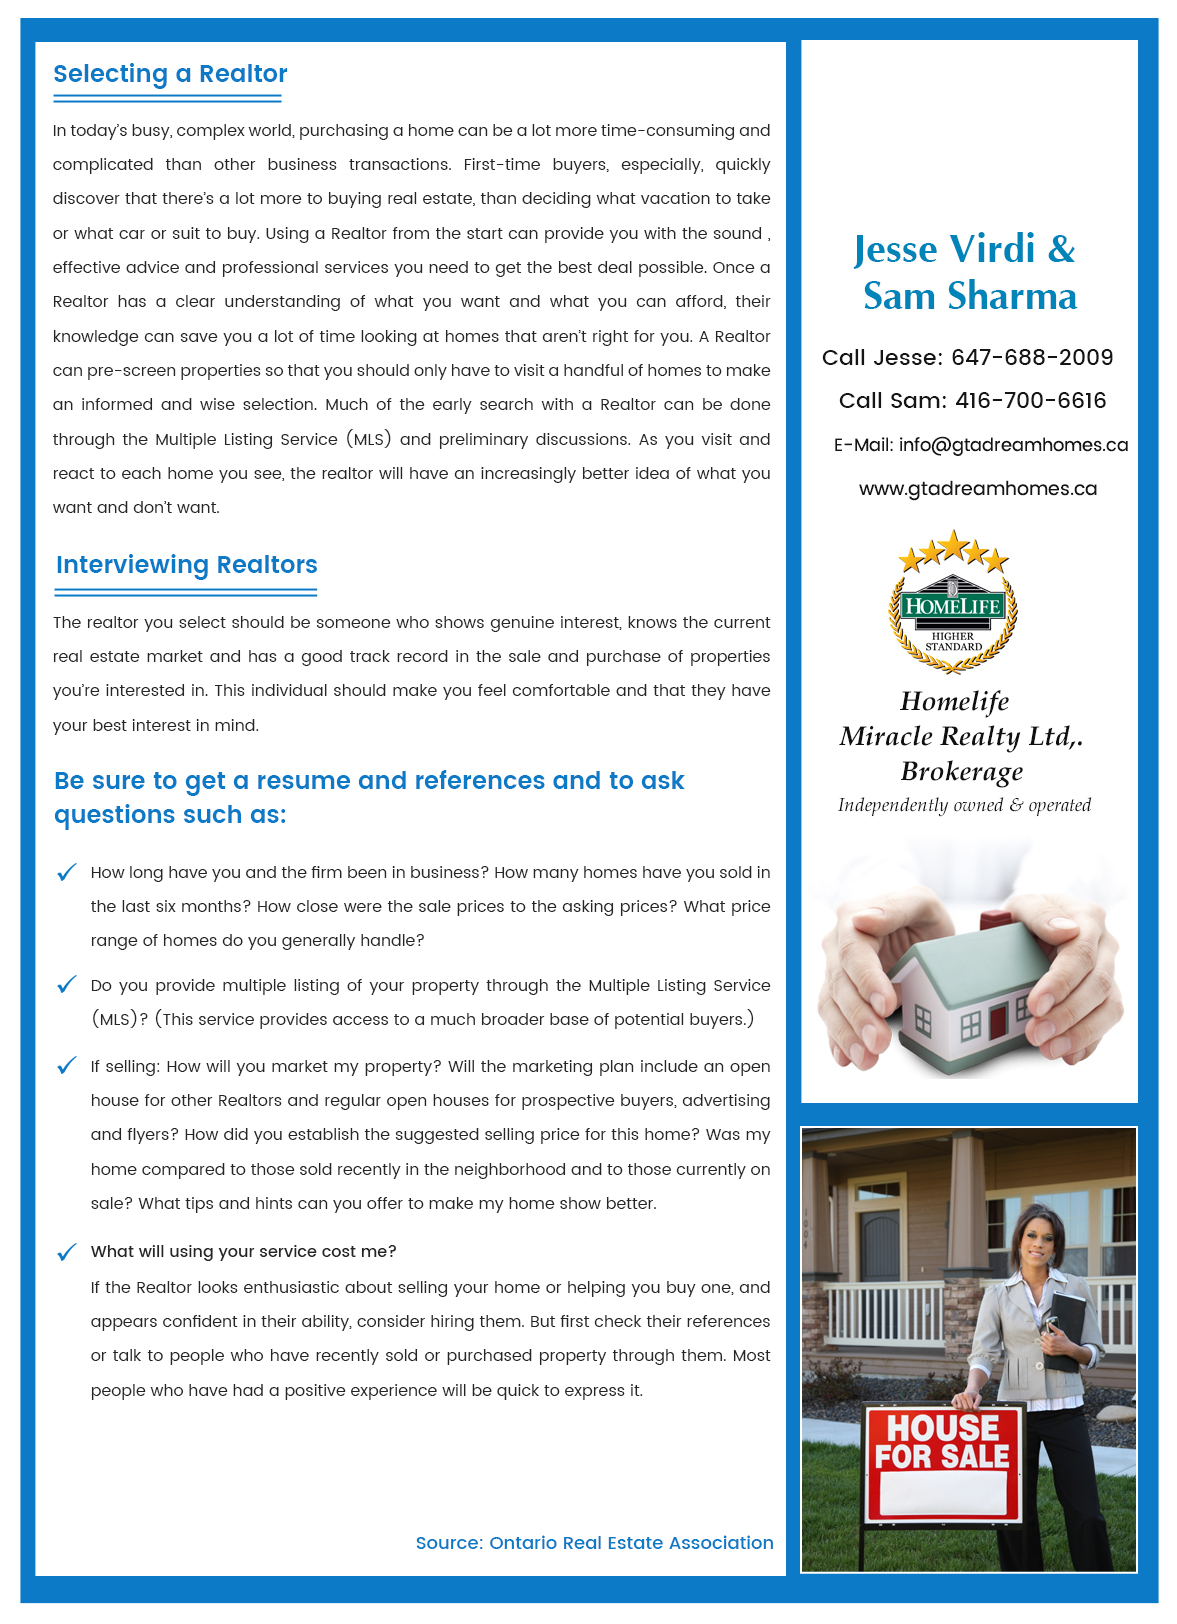 Selecting a Realtor
In today's busy, complex world, purchasing a home can be a lot more time-consuming and
complicated than other business transactions. First-time buyers, especially, quickly
discover that there's a lot more to buying real estate, than deciding what vacation to take
or what car or suit to buy. Using a Realtor from the start can provide you with the sound ,
effective advice and professional services you need to get the best deal possible. Once a
Realtor has a clear understanding of what you want and what you can afford, their
knowledge can save you a lot of time looking at homes that aren't right for you. A Realtor
can pre-screen properties so that you should only have to visit a handful of homes to make
an informed and wise selection. Much of the early search with a Realtor can be done
through the Multiple Listing Service (MLS) and preliminary discussions. As you visit and
react to each home you see, the realtor will have an increasingly better idea of what you
want and don't want.
Interviewing Realtors
The realtor you select should be someone who shows genuine interest, knows the current
real estate market and has a good track record in the sale and purchase of properties
you're interested in. This individual should make you feel comfortable and that they have
your best interest in mind.
Be sure to get a resume and references and to ask
questions such as:
How long have you and the firm been in business? How many homes have you sold in
the last six months? How close were the sale prices to the asking prices? What price
range of homes do you generally handle?
Do you provide multiple listing of your property through the Multiple Listing Service
(MLS)? (This service provides access to a much broader base of potential buyers.)
If selling: How will you market my property? Will the marketing plan include an open
house for other Realtors and regular open houses for prospective buyers, advertising
and flyers? How did you establish the suggested selling price for this home? Was my
home compared to those sold recently in the neighborhood and to those currently on
sale? What tips and hints can you offer to make my home show better.
What will using your service cost me?
If the Realtor looks enthusiastic about selling your home or helping you buy one, and
appears confident in their ability, consider hiring them. But first check their references
or talk to people who have recently sold or purchased property through them. Most
people who have had a positive experience will be quick to express it.
Source: Ontario Real Estate Association
Jesse Virdi &
Sam Sharma
Call Jesse: 647-688-2009
Call Sam: 416-700-6616
E-Mail: info@gtadreamhomes.ca
www.gtadreamhomes.ca
HOMELIFE
HIGHER
STANDARD
Homelife
Miracle Realty Ltd,.
Brokerage
Independently owned & operated
1004
HOUSE
FOR SALE